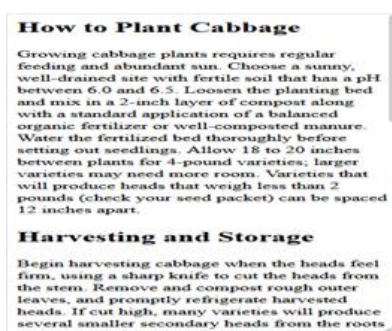 How to Plant Cabbage
Growing cabbage plants requires regular
feeding and abundant sun. Choose a sunny,
well-drained site with fertile soil that has a pH
between 6.0 and 6.5. Loosen the planting bed
and mix in a 2-inch layer of compost along
with a standard application of a balanced
organic fertilizer or well-composted manure.
Water the fertilized bed thoroughly before
setting out seedlings. Allow 18 to 20 inches
between plants for 4-pound varieties; larger
varieties may need more room. Varieties that
will produce heads that weigh less than 2
pounds (check your seed packet) can be spaced
12 inches apart.
Harvesting and Storage
Begin harvesting cabbage when the heads feel
firm, using a sharp knife to cut the heads from
the stem. Remove and compost rough outer
leaves, and promptly refrigerate harvested
heads. If cut high, many varieties will produce
several smaller secondary heads from the root,